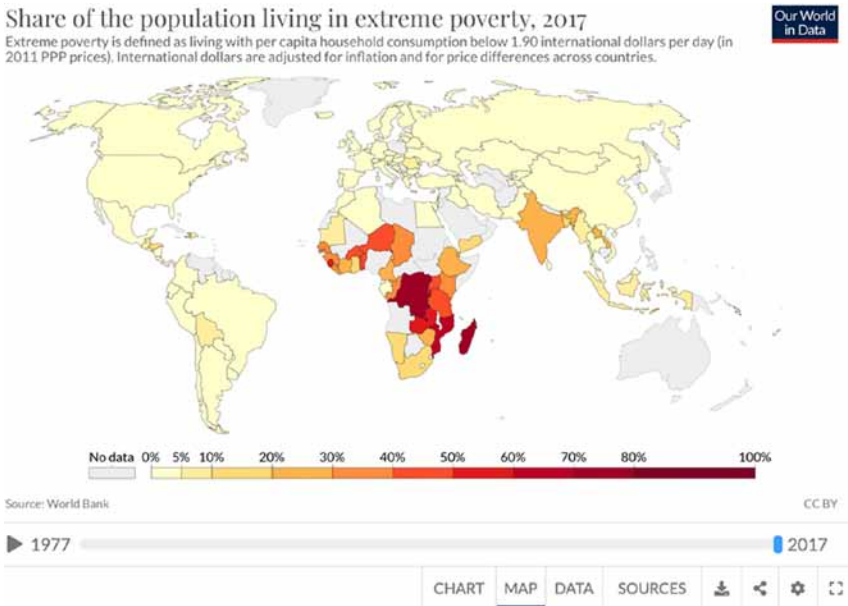 Share of the population living in extreme poverty, 2017
Our World
in Data
Extreme poverty is defined as living with per capita household consumption below 1.90 international dollars per day (in
2011 PPP prices). International dollars are adjusted for inflation and for price differences across countries.
No data 0% 5% 10% 20% 30% 40% 50% 60% 70% 80% 100%
Source: World Bank CC BY
1977 2017
CHART MAP DATA SOURCES